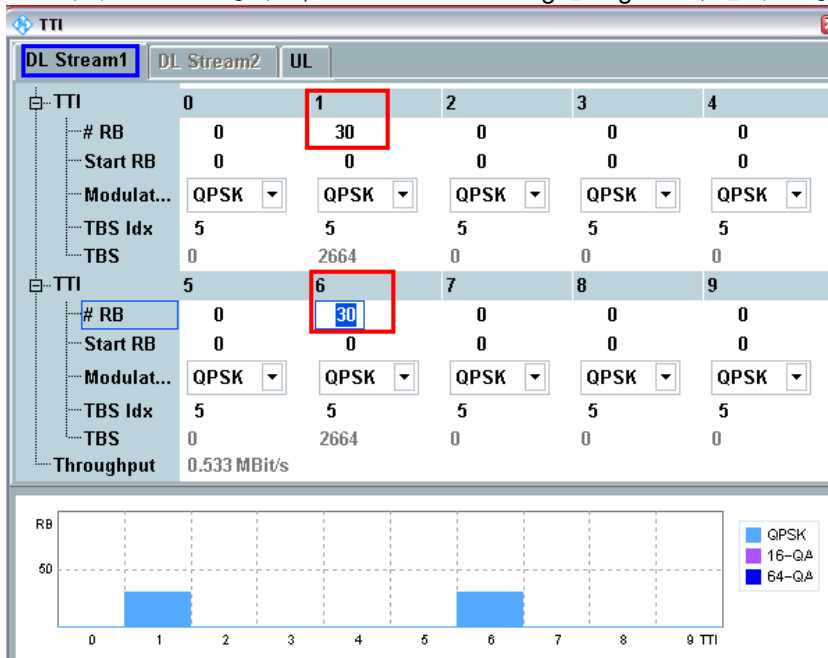 TTI
DL Stream1 DL Stream2 UL
TTI 0 1 2 3 4
# RB 0 30 0 0 0
Start RB 0 0 0 0 0
Modulat... QPSK QPSK QPSK QPSK QPSK
TBS Idx 5 5 5 5 5
TBS 0 2664 0 0 0
TTI 5 6 7 8 9
# RB 0 30 0 0 0
Start RB 0 0 0 0 0
Modulat... QPSK QPSK QPSK QPSK QPSK
TBS Idx 5 5 5 5 5
TBS 0 2664 0 0 0
Throughput 0.533 MBit/s
RB
50
0 1 2 3 4 5 6 7 8 9 TTI
QPSK
16-QA
64-QA